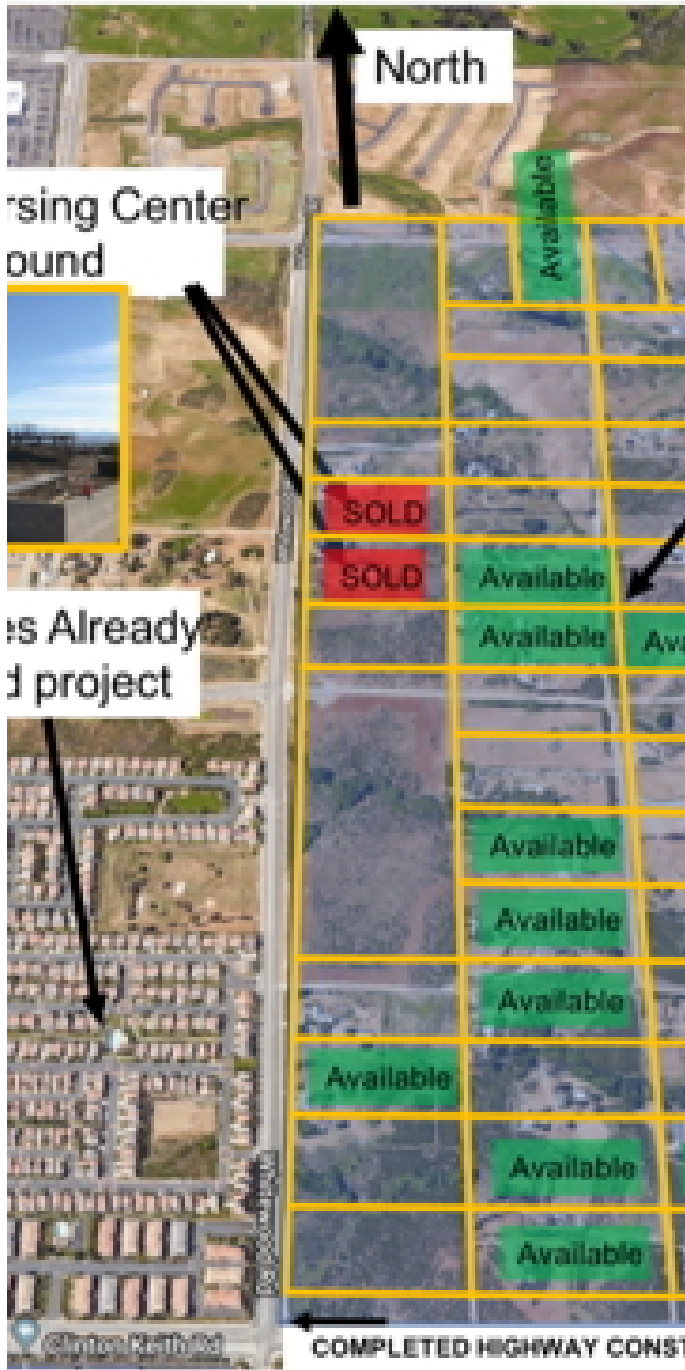 North
Available
rsing Center
ound
SOLD
SOLD
Available
Available
Ava
es Already
d project
Available
Available
Available
Available
Available
Available
Clinton Keith Rd
COMPLETED HIGHWAY CONST